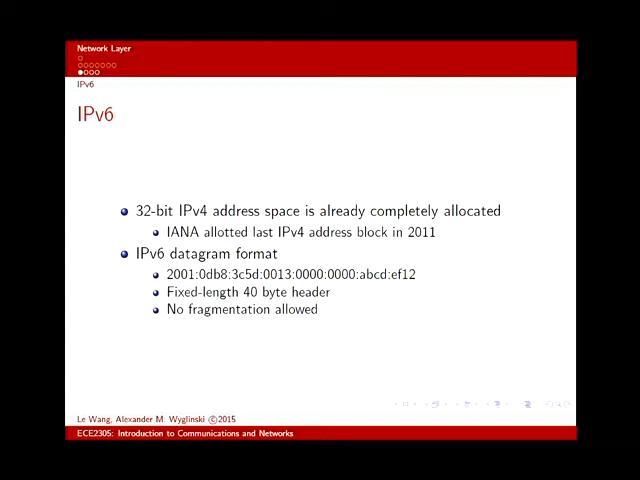 Network Layer
IPv6
IPv6
32-bit IPv4 address space is already completely allocated
IANA allotted last IPv4 address block in 2011
IPv6 datagram format
2001:0db8:3c5d:0013:0000:0000:abcd:ef12
Fixed-length 40 byte header
No fragmentation allowed
Le Wang, Alexander M. Wyglinski ©2015
ECE2305: Introduction to Communications and Networks